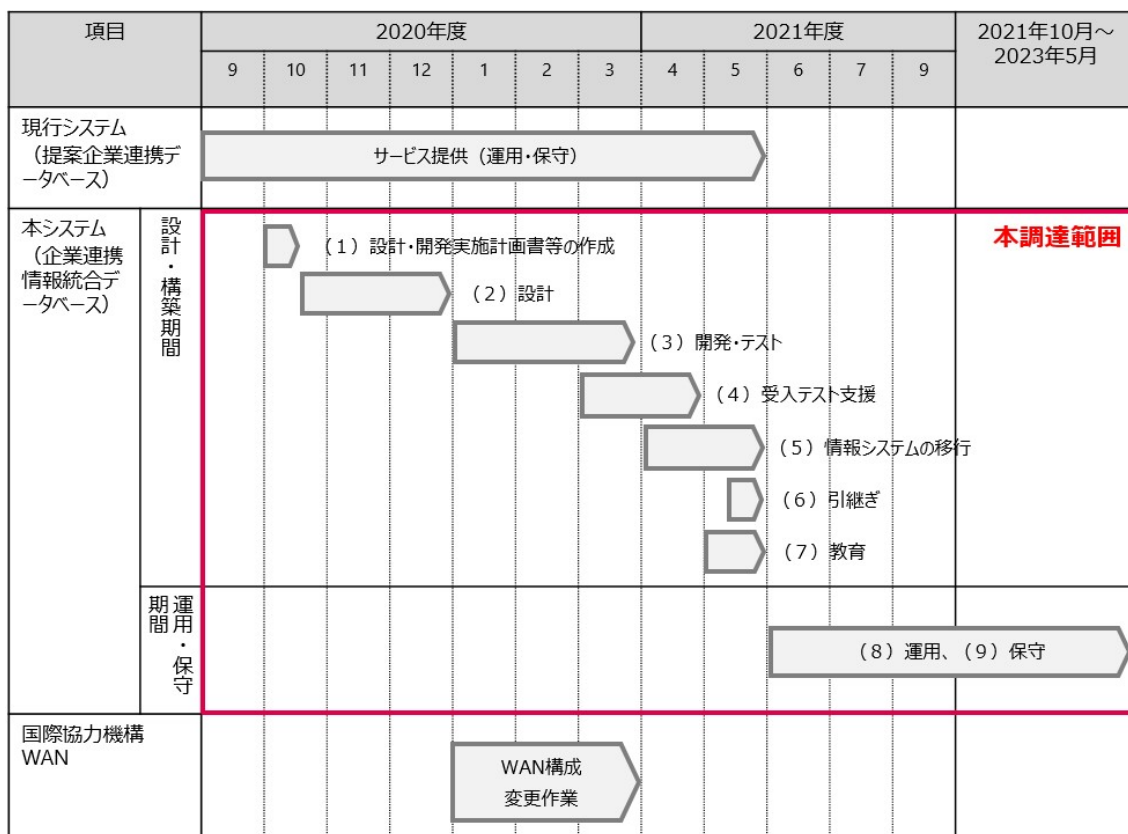 項目
2020年度
2021年度
2021年10月～
2023年5月
9
10
11
12
1
2
3
4
5
6
7
9
現行システム
（提案企業連携デ
ータベース）
サービス提供（運用・保守）
本システム
（企業連携
情報統合デ
ータベース）
設計・構築期間
本調達範囲
（1）設計・開発実施計画書等の作成
（2）設計
（3）開発・テスト
（4）受入テスト支援
（5）情報システムの移行
（6）引継ぎ
（7）教育
運用・保守
期間
（8）運用、（9）保守
国際協力機構
WAN
WAN構成
変更作業